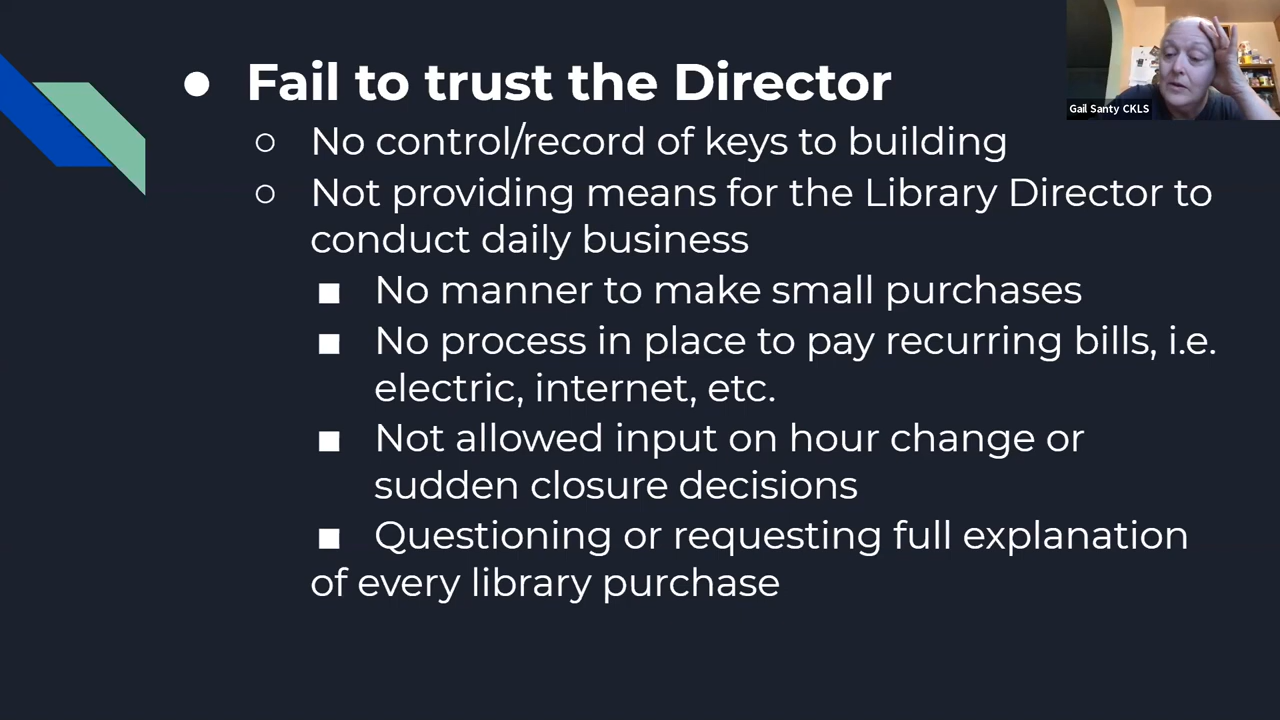 ● Fail to trust the Director
○ No control/record of keys to building
○ Not providing means for the Library Director to
conduct daily business
■ No manner to make small purchases
■ No process in place to pay recurring bills, i.e.
electric, internet, etc.
■ Not allowed input on hour change or
sudden closure decisions
■ Questioning or requesting full explanation
of every library purchase
Gail Santy CKLS